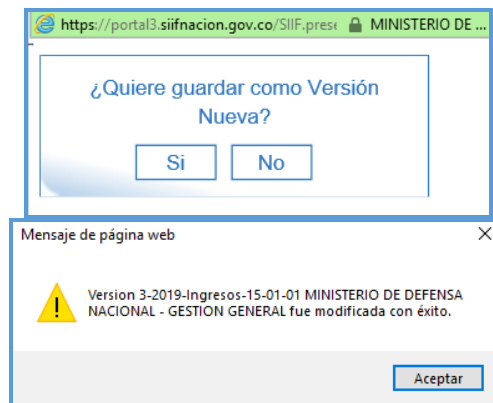 https://portal3.siifnacion.gov.co/SIIF.prese MINISTERIO DE ...
¿Quiere guardar como Versión
Nueva?
Si No
Mensaje de página web
Version 3-2019-Ingresos-15-01-01 MINISTERIO DE DEFENSA
NACIONAL - GESTION GENERAL fue modificada con éxito.
Aceptar